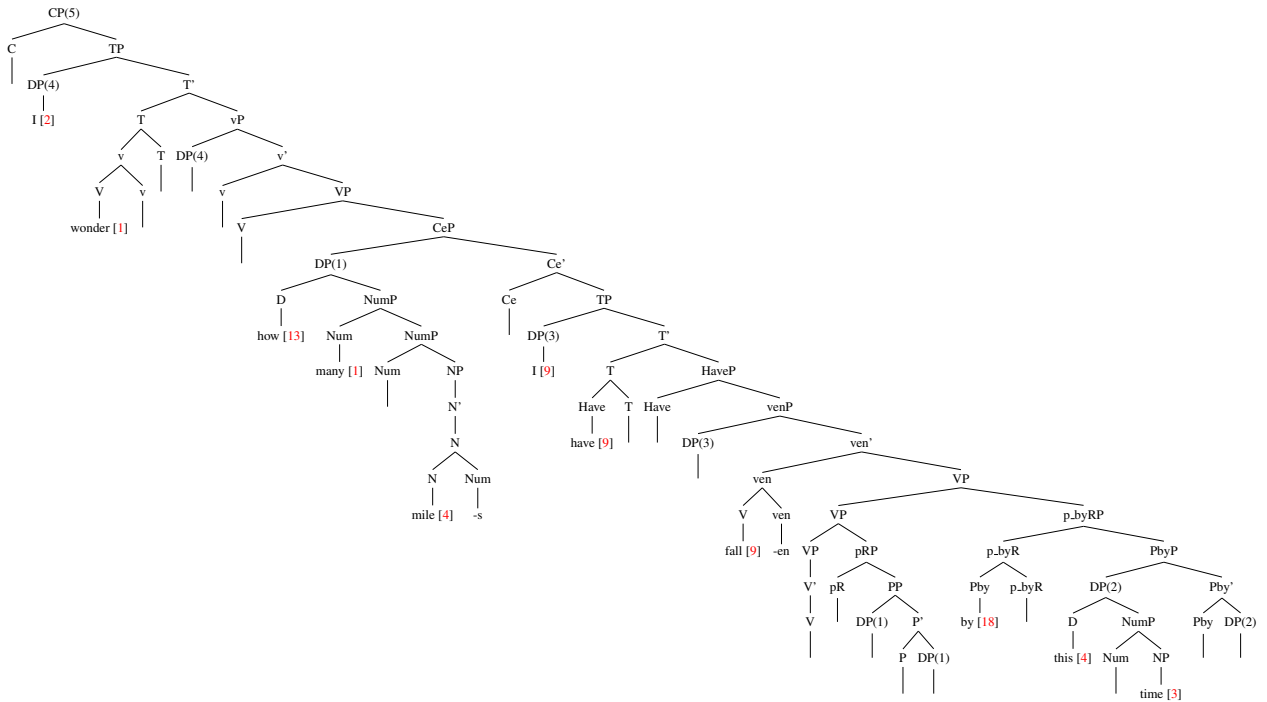 CP(5)
C TP
DP(4) T'
I [2] T vP
v T DP(4) v'
V v v VP
wonder [1] V CeP
DP(1) Ce'
D NumP Ce TP
how [13] Num NumP DP(3) T'
many [1] Num NP I [9] T HaveP
N' Have T Have venP
N have [9] DP(3) ven'
N Num ven VP
mile [4] -s V ven VP p_byRP
fall [9] -en VP pRP p_byR PbyP
V' pR PP Pby p_byR DP(2) Pby'
V DP(1) P' by [18] D NumP Pby DP(2)
P DP(1) this [4] Num NP
time [3]